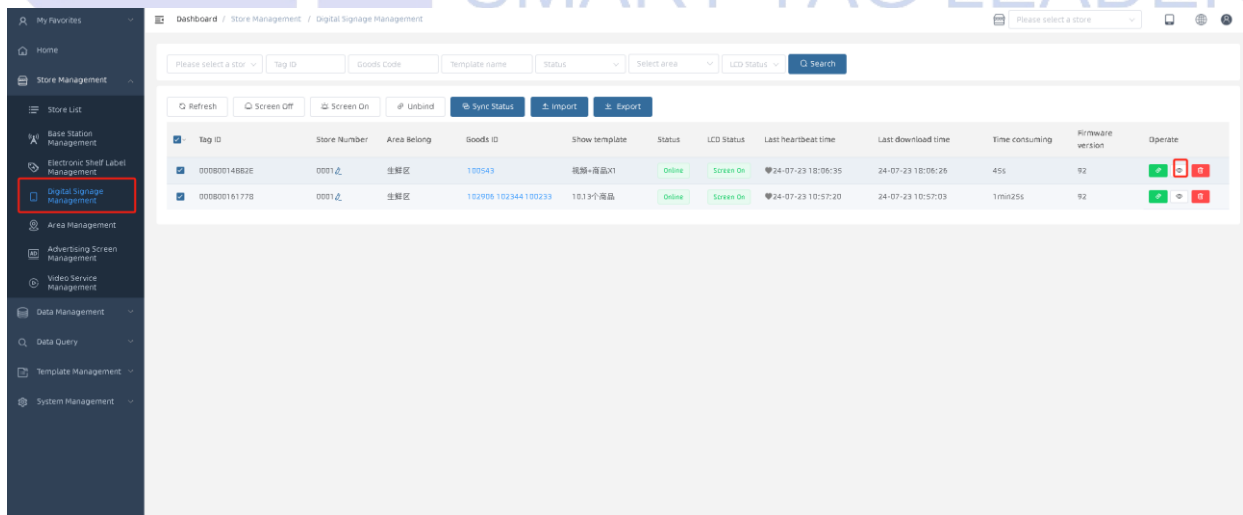 SMART TAG LEADER
My Favorites
Dashboard / Store Management / Digital Signage Management
Please select a store
Home
Store Management
Store List
Base Station
Management
Electronic Shelf Label
Management
Digital Signage
Management
Area Management
Advertising Screen
Management
Video Service
Management
Data Management
Data Query
Template Management
System Management
Please select a stor
Tag ID
Goods Code
Template name
Status
Select area
LCD Status
Search
Refresh
Screen Off
Screen On
Unbind
Sync Status
Import
Export
Tag ID Store Number Area Belong Goods ID Show template Status LCD Status Last heartbeat time Last download time Time consuming Firmware version Operate
000B0014BB2E 0001 生鲜区 100543 视频+商品X1 Online Screen On 24-07-23 18:06:35 24-07-23 18:06:26 45s 92
000B00161778 0001 生鲜区 102906 102344 100233 10.13个商品 Online Screen On 24-07-23 10:57:20 24-07-23 10:57:03 1min25s 92